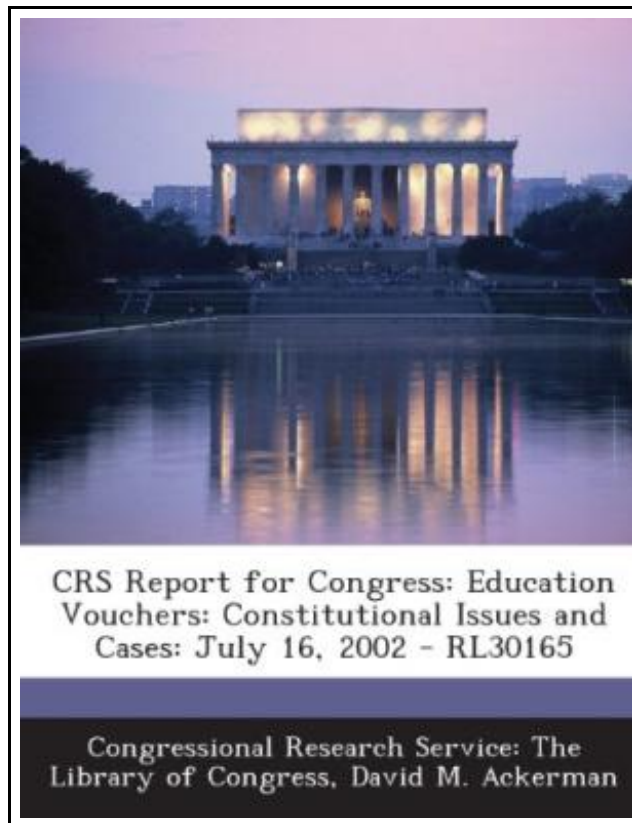 CRS Report for Congress: Education
Vouchers: Constitutional Issues and
Cases: July 16, 2002 - RL30165
Congressional Research Service: The
Library of Congress, David M. Ackerman